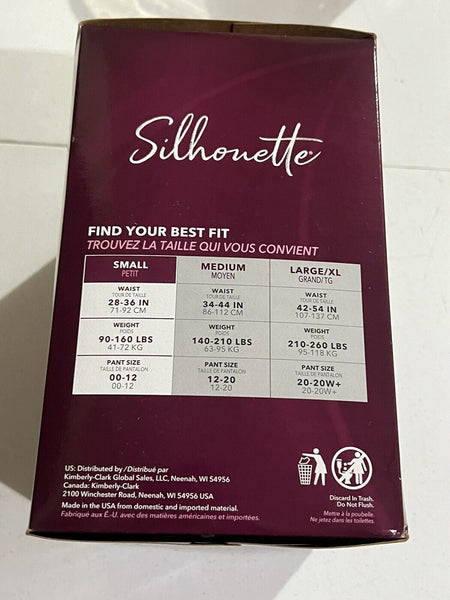 Silhouette®
FIND YOUR BEST FIT
TROUVEZ LA TAILLE QUI VOUS CONVIENT
SMALL MEDIUM LARGE/XL
PETIT MOYEN GRAND/TG
WAIST WAIST WAIST
TOUR DE TAILLE TOUR DE TAILLE TOUR DE TAILLE
28-36 IN 34-44 IN 42-54 IN
71-92 CM 86-112 CM 107-137 CM
WEIGHT WEIGHT WEIGHT
POIDS POIDS POIDS
90-160 LBS 140-210 LBS 210-260 LBS
41-72 KG 63-95 KG 95-118 KG
PANT SIZE PANT SIZE PANT SIZE
TAILLE DE PANTALON TAILLE DE PANTALON TAILLE DE PANTALON
00-12 12-20 20-20W+
00-12 12-20 20-20W+
US: Distributed by /Distribué par
Kimberly-Clark Global Sales, LLC, Neenah, WI 54956
Canada: Kimberly-Clark
2100 Winchester Road, Neenah, WI 54956 USA
Made in the USA from domestic and imported material.
Fabriqué aux É.-U. avec des matières américaines et importées.
Discard In Trash.
Do Not Flush.
Mettre à la poubelle.
Ne jetez dans les toilettes.